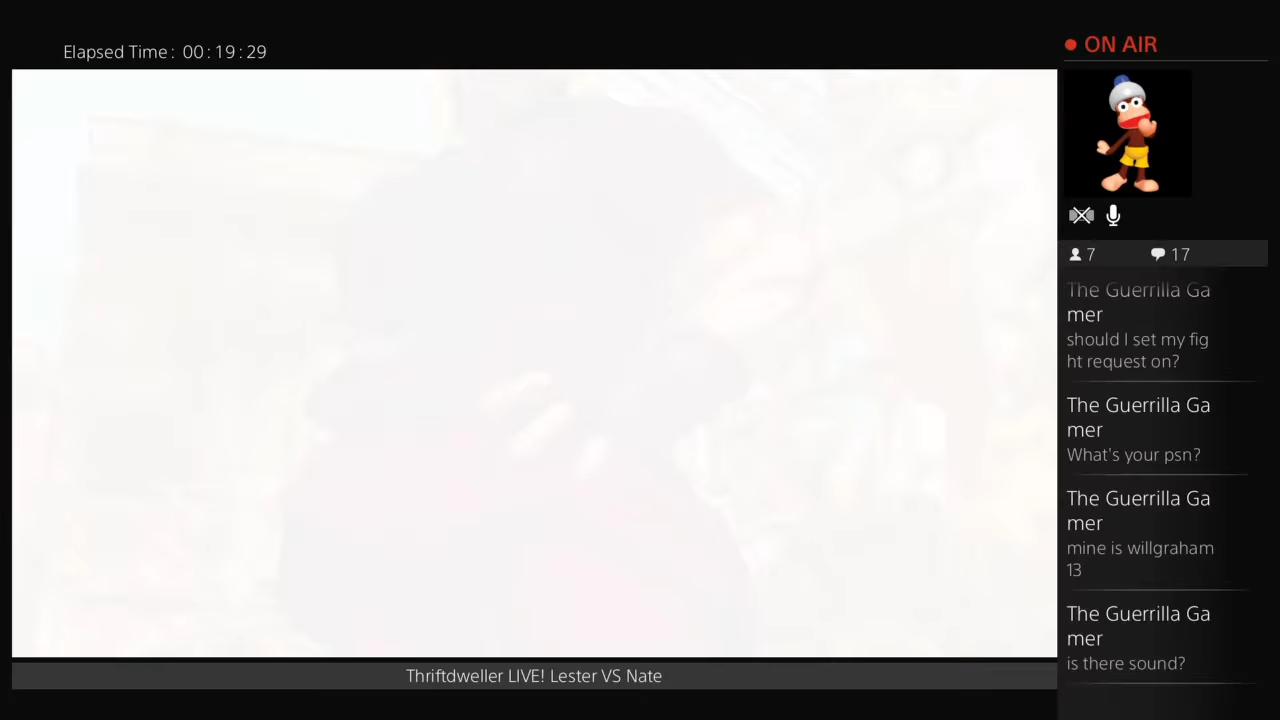 Elapsed Time: 00:19:29
ON AIR
7 17
The Guerrilla Ga
mer
should I set my fig
ht request on?
The Guerrilla Ga
mer
What's your psn?
The Guerrilla Ga
mer
mine is willgraham
13
The Guerrilla Ga
mer
is there sound?
Thriftdweller LIVE! Lester VS Nate